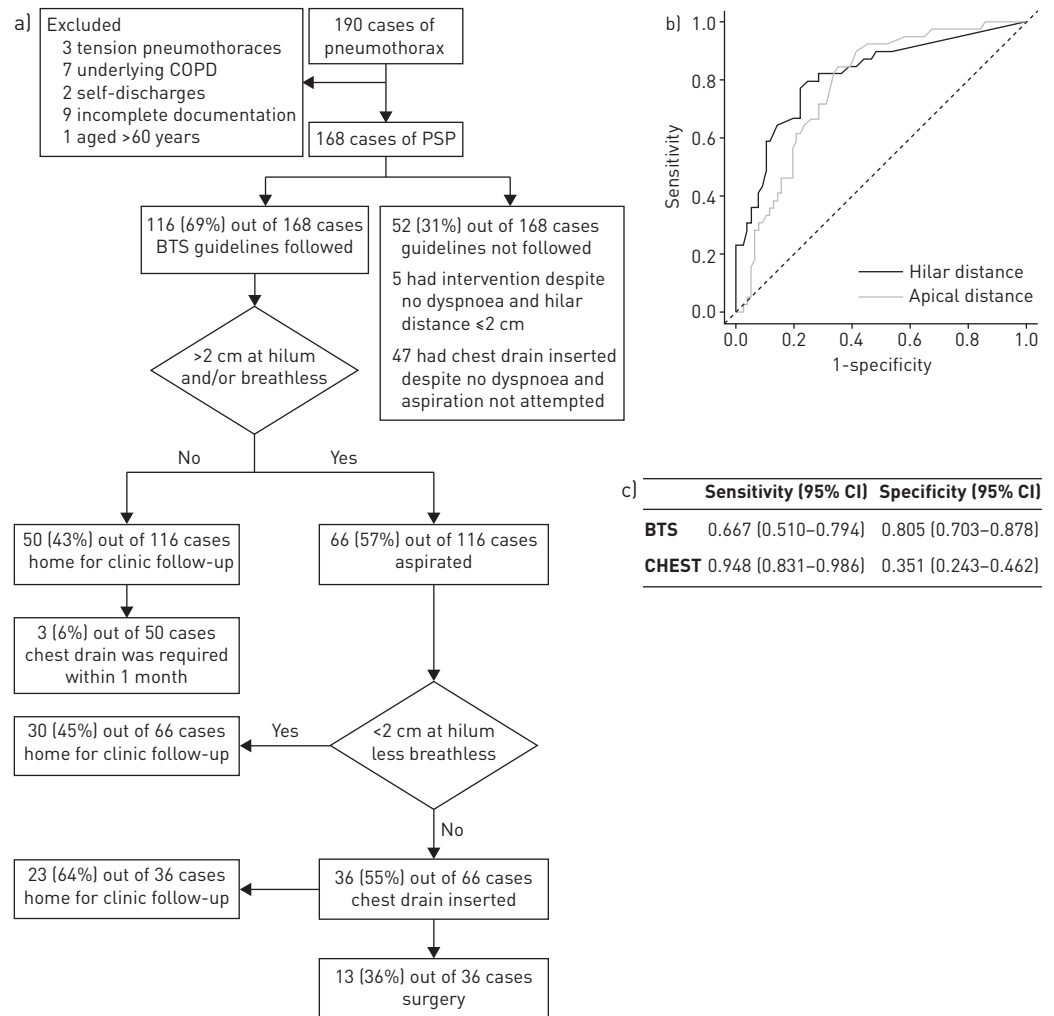 a)
Excluded
3 tension pneumothoraces
7 underlying COPD
2 self-discharges
9 incomplete documentation
1 aged >60 years
190 cases of
pneumothorax
168 cases of PSP
116 (69%) out of 168 cases
BTS guidelines followed
52 (31%) out of 168 cases
guidelines not followed
5 had intervention despite
no dyspnoea and hilar
distance ≤2 cm
47 had chest drain inserted
despite no dyspnoea and
aspiration not attempted
>2 cm at hilum
and/or breathless
No
Yes
50 (43%) out of 116 cases
home for clinic follow-up
66 (57%) out of 116 cases
aspirated
3 (6%) out of 50 cases
chest drain was required
within 1 month
<2 cm at hilum
less breathless
Yes
30 (45%) out of 66 cases
home for clinic follow-up
No
36 (55%) out of 66 cases
chest drain inserted
23 (64%) out of 36 cases
home for clinic follow-up
13 (36%) out of 36 cases
surgery
b)
Sensitivity
1.0
0.8
0.6
0.4
0.2
0.0
Hilar distance
Apical distance
0.0 0.2 0.4 0.6 0.8 1.0
1-specificity
c)
Sensitivity (95% CI) Specificity (95% CI)
BTS 0.667 (0.510–0.794) 0.805 (0.703–0.878)
CHEST 0.948 (0.831–0.986) 0.351 (0.243–0.462)